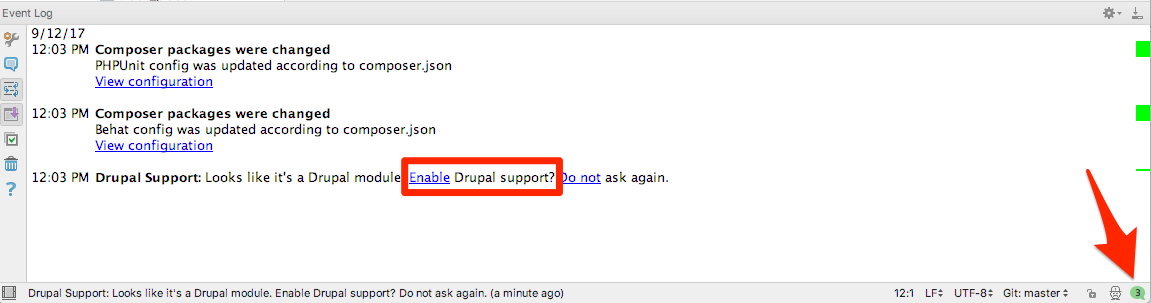 Event Log
9/12/17
12:03 PM Composer packages were changed
PHPUnit config was updated according to composer.json
View configuration
12:03 PM Composer packages were changed
Behat config was updated according to composer.json
View configuration
12:03 PM Drupal Support: Looks like it's a Drupal module Enable Drupal support? Do not ask again.
Drupal Support: Looks like it's a Drupal module. Enable Drupal support? Do not ask again. (a minute ago) 12:1 LF UTF-8 Git: master 3